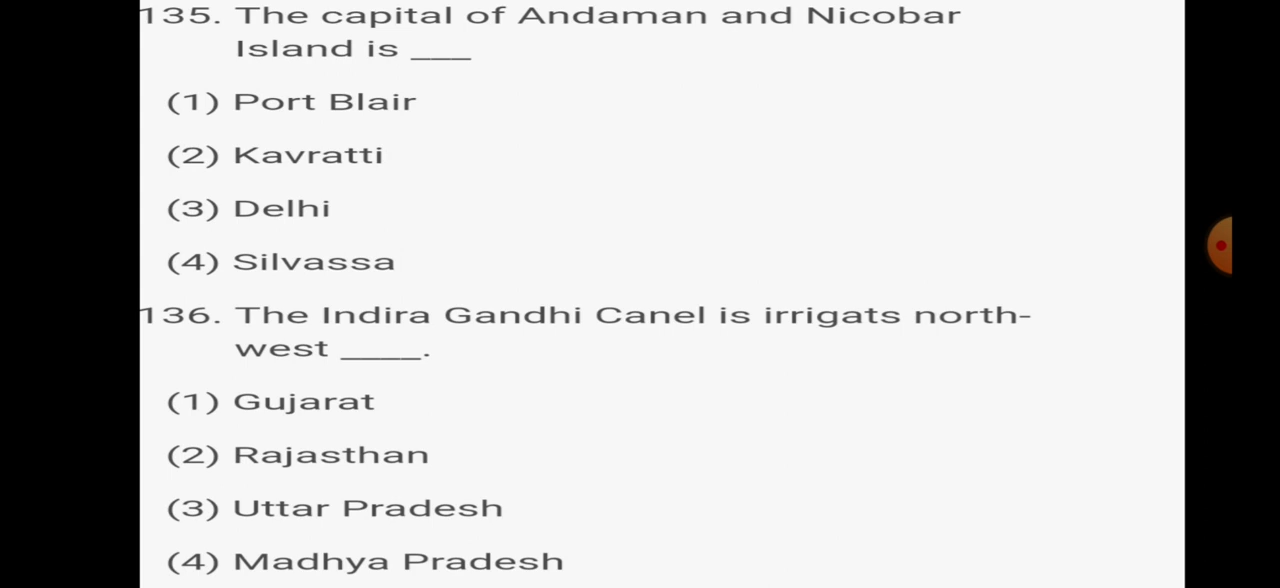 135. The capital of Andaman and Nicobar
Island is ___
(1) Port Blair
(2) Kavratti
(3) Delhi
(4) Silvassa
136. The Indira Gandhi Canel is irrigats north-
west ____.
(1) Gujarat
(2) Rajasthan
(3) Uttar Pradesh
(4) Madhya Pradesh